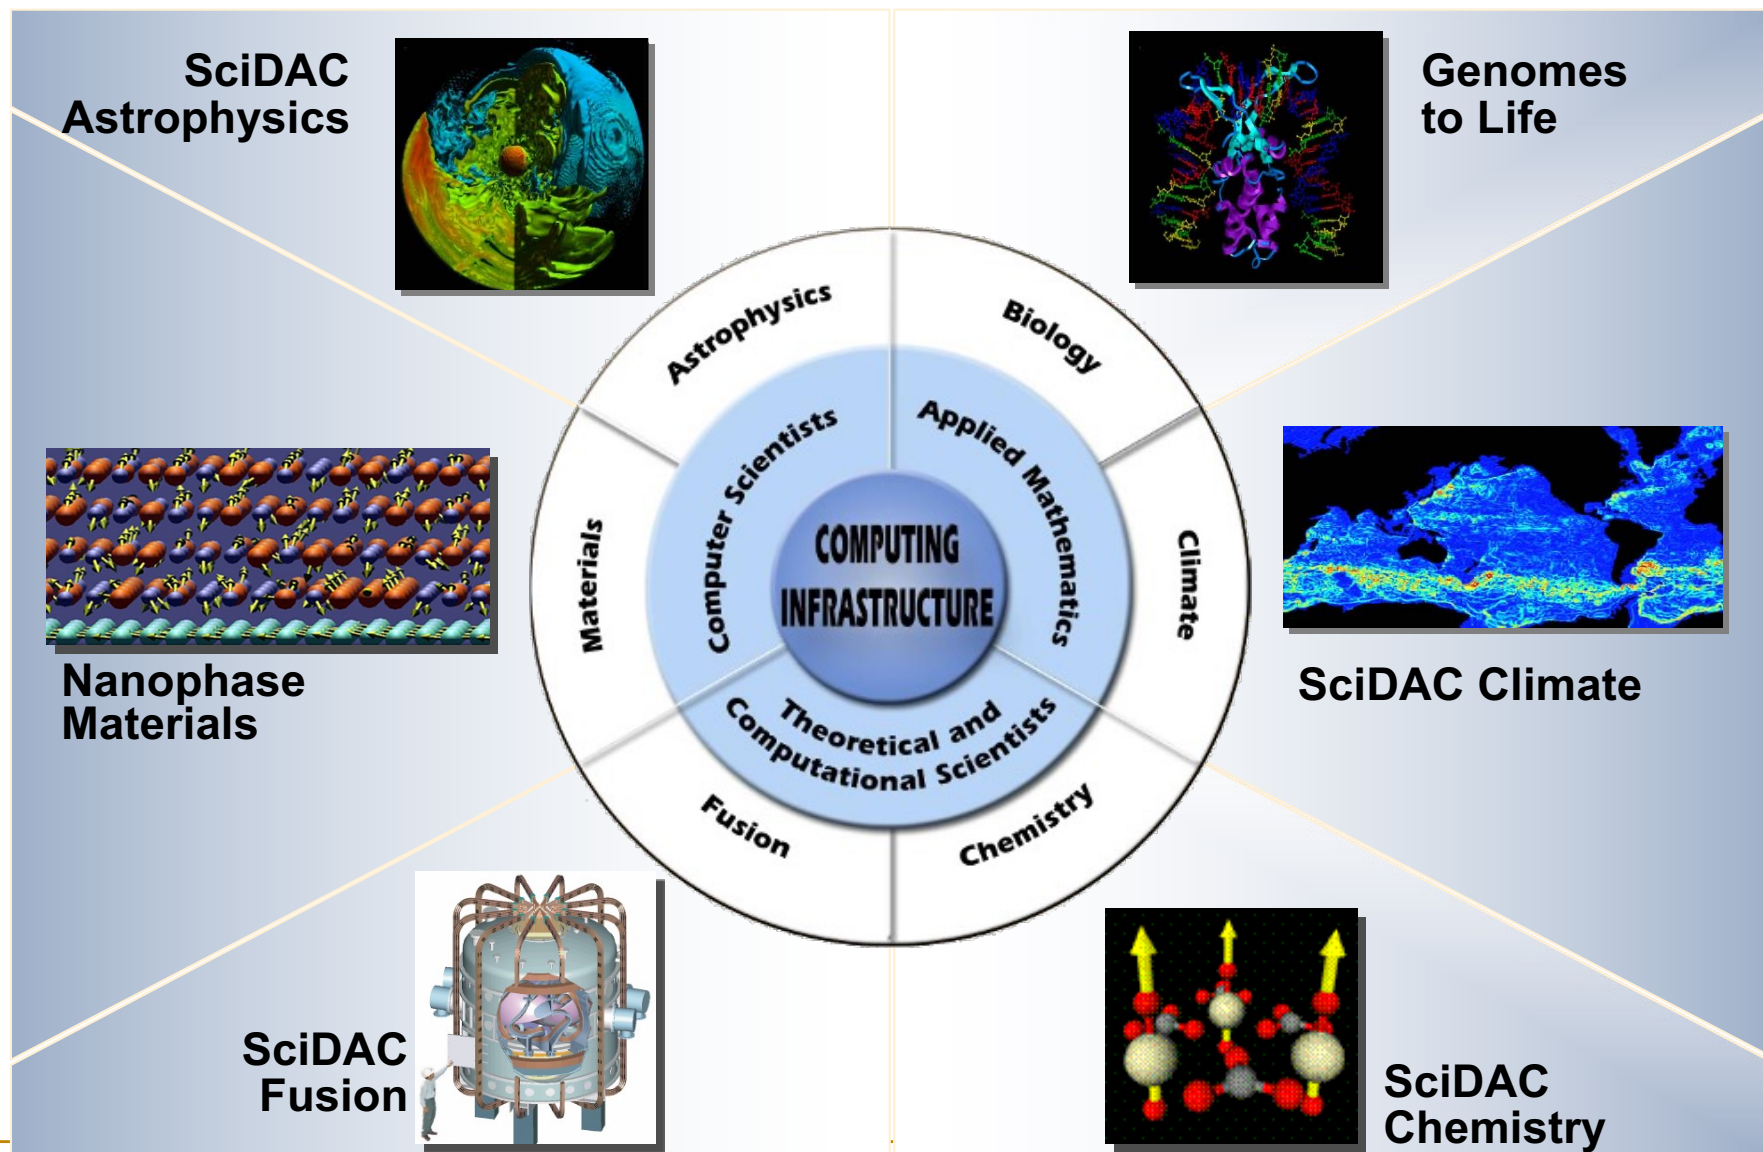 SciDAC
Astrophysics
Genomes
to Life
Astrophysics
Biology
Computer Scientists
Applied Mathematics
Materials
COMPUTING
INFRASTRUCTURE
Climate
Nanophase
Materials
SciDAC Climate
Theoretical and
Computational Scientists
Fusion
Chemistry
SciDAC
Fusion
SciDAC
Chemistry